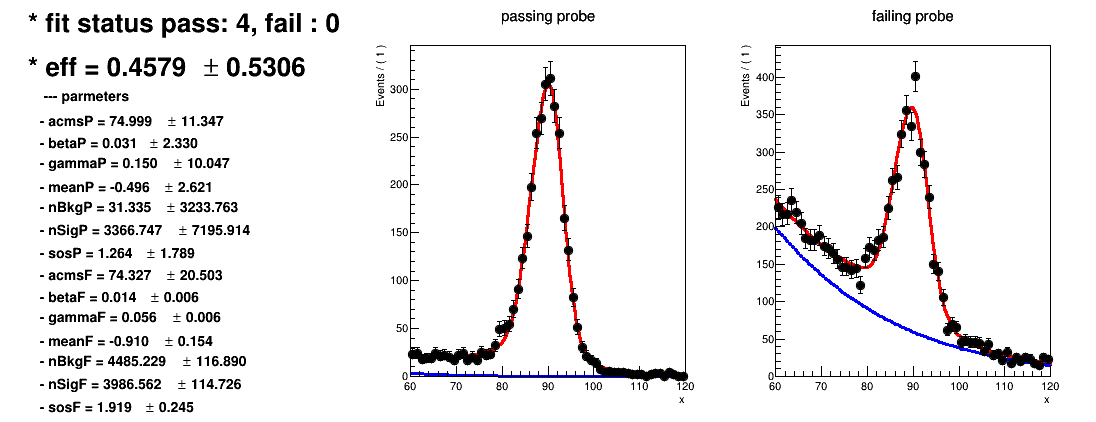 * fit status pass: 4, fail : 0
* eff = 0.4579 ± 0.5306
--- parmeters
- acmsP = 74.999 ± 11.347
- betaP = 0.031 ± 2.330
- gammaP = 0.150 ± 10.047
- meanP = -0.496 ± 2.621
- nBkgP = 31.335 ± 3233.763
- nSigP = 3366.747 ± 7195.914
- sosP = 1.264 ± 1.789
- acmsF = 74.327 ± 20.503
- betaF = 0.014 ± 0.006
- gammaF = 0.056 ± 0.006
- meanF = -0.910 ± 0.154
- nBkgF = 4485.229 ± 116.890
- nSigF = 3986.562 ± 114.726
- sosF = 1.919 ± 0.245
passing probe
Events / ( 1 )
300
250
200
150
100
50
0
60 70 80 90 100 110 120
x
failing probe
Events / ( 1 )
400
350
300
250
200
150
100
50
0
60 70 80 90 100 110 120
x